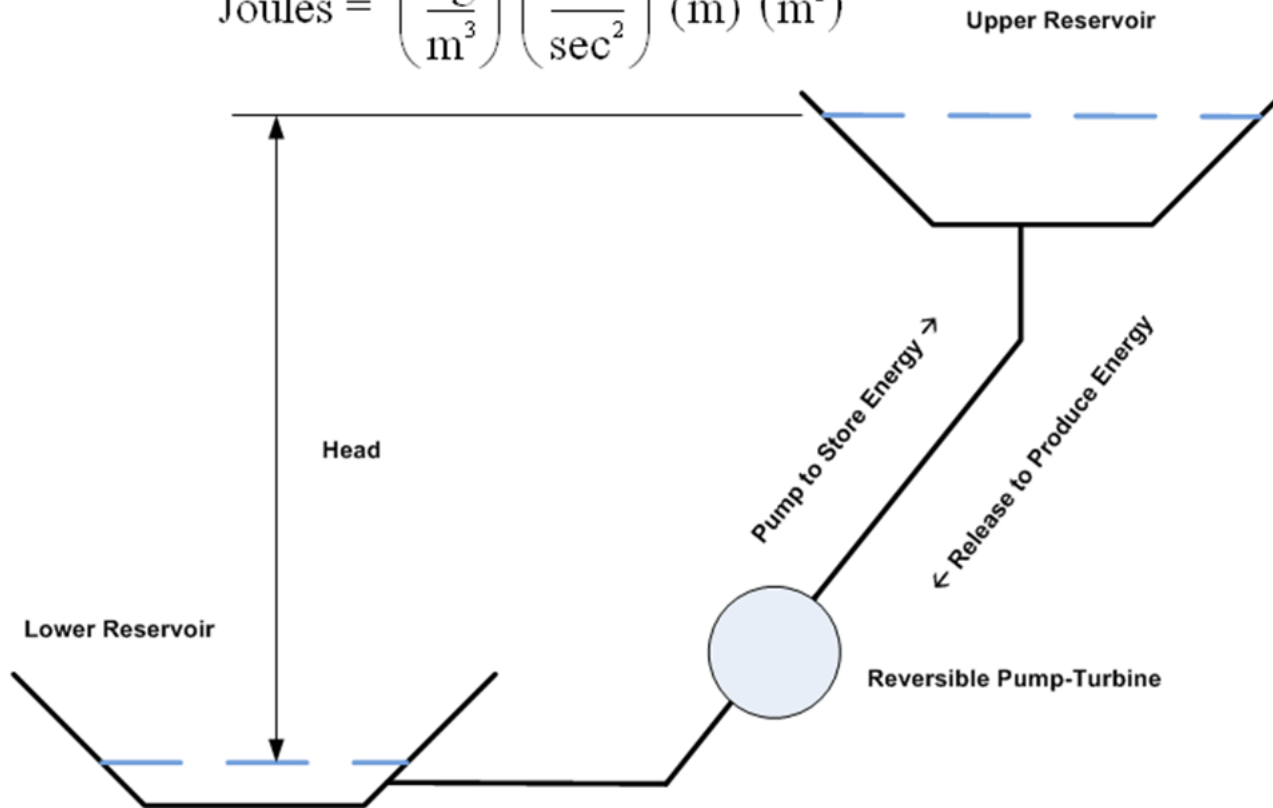 Joules = ( /m³) ( /sec²) (m) (m³)
Upper Reservoir
Pump to Store Energy →
← Release to Produce Energy
Head
Lower Reservoir
Reversible Pump-Turbine